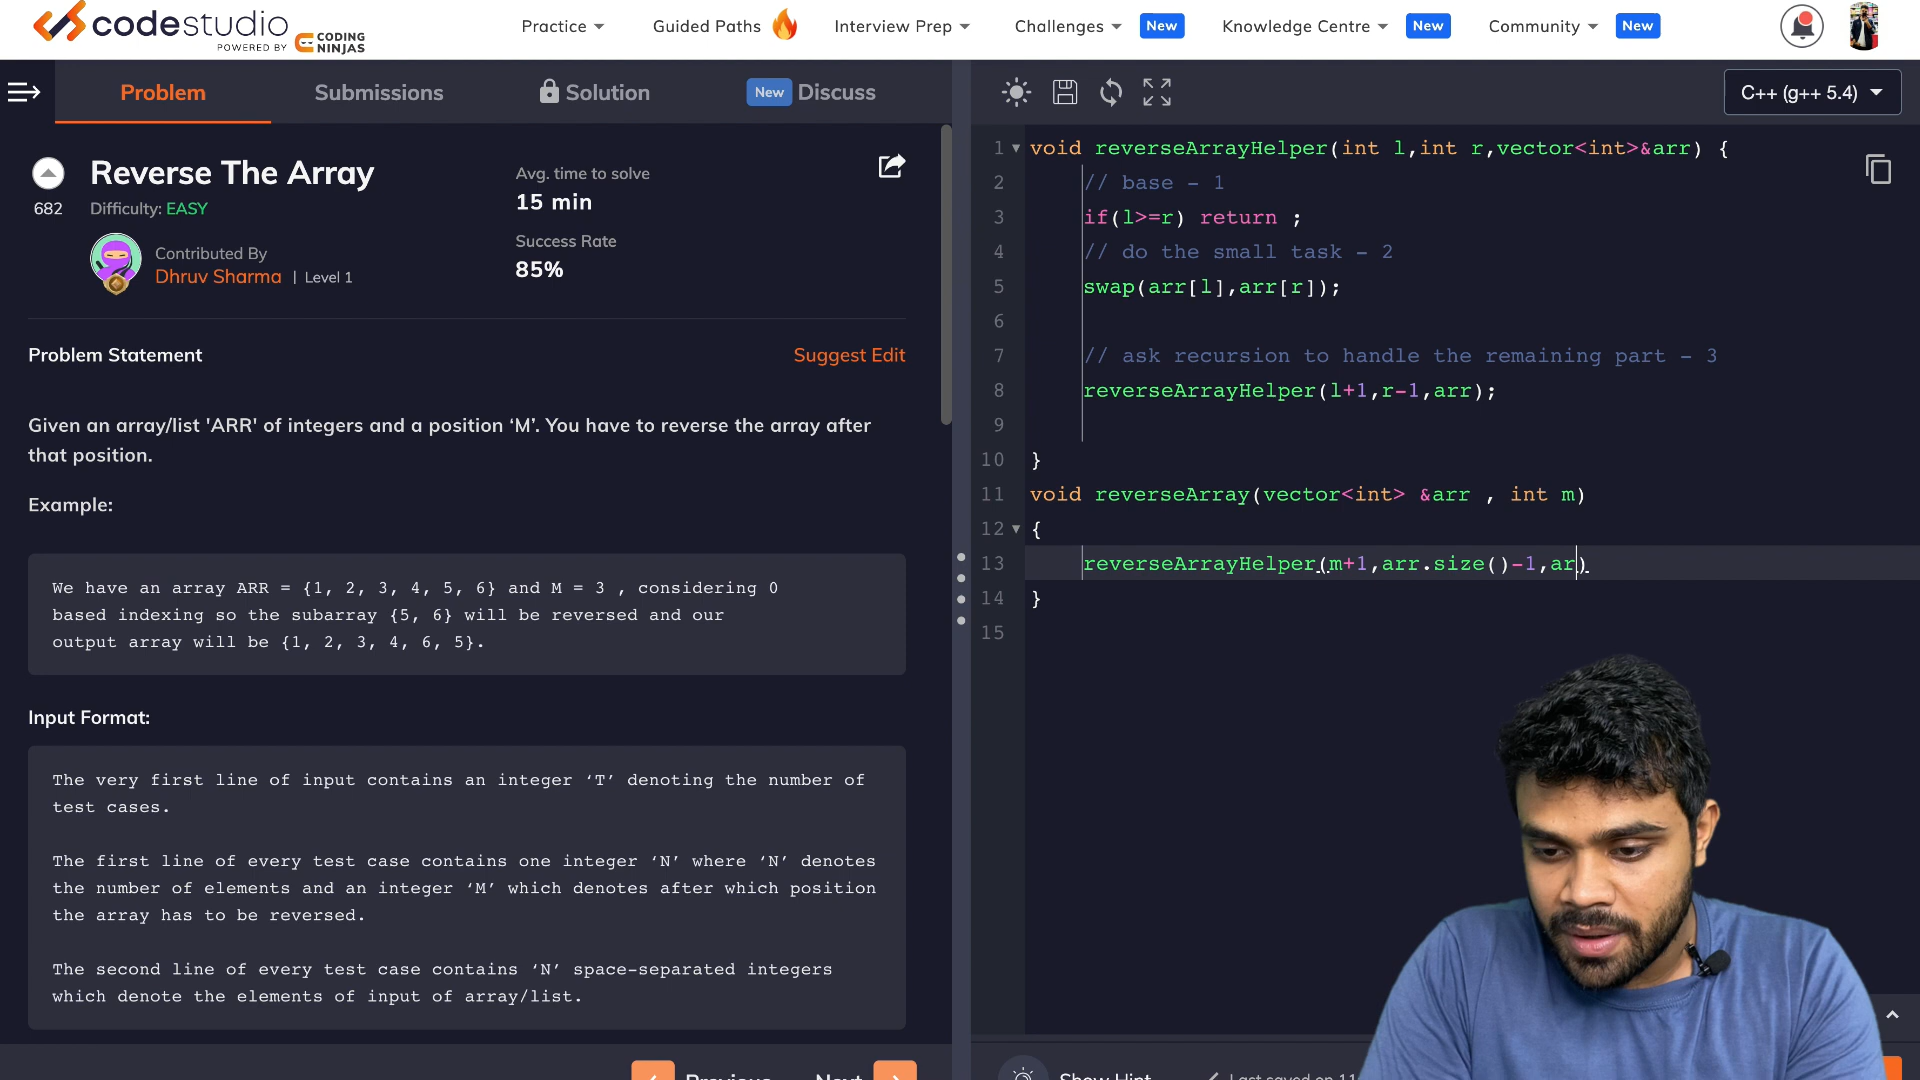 codestudio
POWERED BY CODING NINJAS
Practice
Guided Paths
Interview Prep
Challenges
New
Knowledge Centre
New
Community
New
Problem
Submissions
Solution
New
Discuss
C++ (g++ 5.4)
Reverse The Array
682
Difficulty: EASY
Contributed By
Dhruv Sharma | Level 1
Avg. time to solve
15 min
Success Rate
85%
Problem Statement
Suggest Edit
Given an array/list 'ARR' of integers and a position ‘M’. You have to reverse the array after
that position.
Example:
We have an array ARR = {1, 2, 3, 4, 5, 6} and M = 3 , considering 0
based indexing so the subarray {5, 6} will be reversed and our
output array will be {1, 2, 3, 4, 6, 5}.
Input Format:
The very first line of input contains an integer ‘T’ denoting the number of
test cases.
The first line of every test case contains one integer ‘N’ where ‘N’ denotes
the number of elements and an integer ‘M’ which denotes after which position
the array has to be reversed.
The second line of every test case contains ‘N’ space-separated integers
which denote the elements of input of array/list.
Previous
Next
1 void reverseArrayHelper(int l,int r,vector<int>&arr) {
2 // base - 1
3 if(l>=r) return ;
4 // do the small task - 2
5 swap(arr[l],arr[r]);
6
7 // ask recursion to handle the remaining part - 3
8 reverseArrayHelper(l+1,r-1,arr);
9
10 }
11 void reverseArray(vector<int> &arr , int m)
12 {
13 reverseArrayHelper(m+1,arr.size()-1,ar)
14 }
15
Show Hint
Last saved on 11